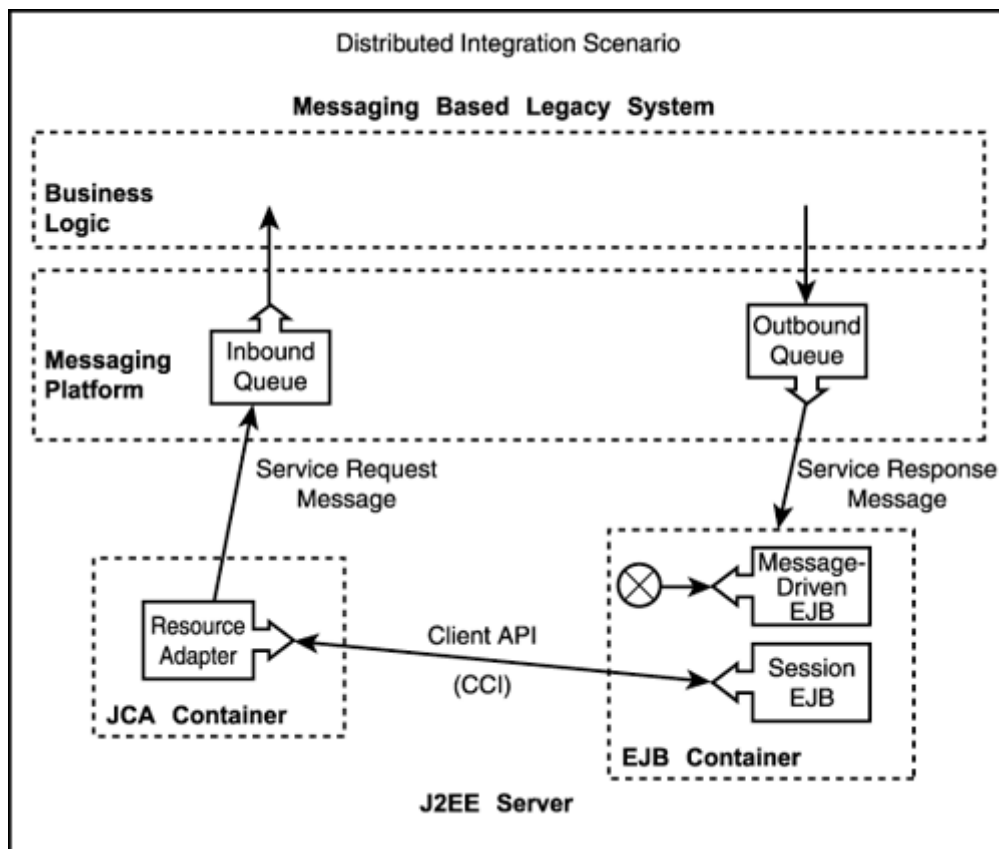 Distributed Integration Scenario
Messaging Based Legacy System
Business
Logic
Messaging
Platform
Inbound
Queue
Outbound
Queue
Service Request
Message
Service Response
Message
Resource
Adapter
JCA Container
Client API
(CCI)
Message-
Driven
EJB
Session
EJB
EJB Container
J2EE Server